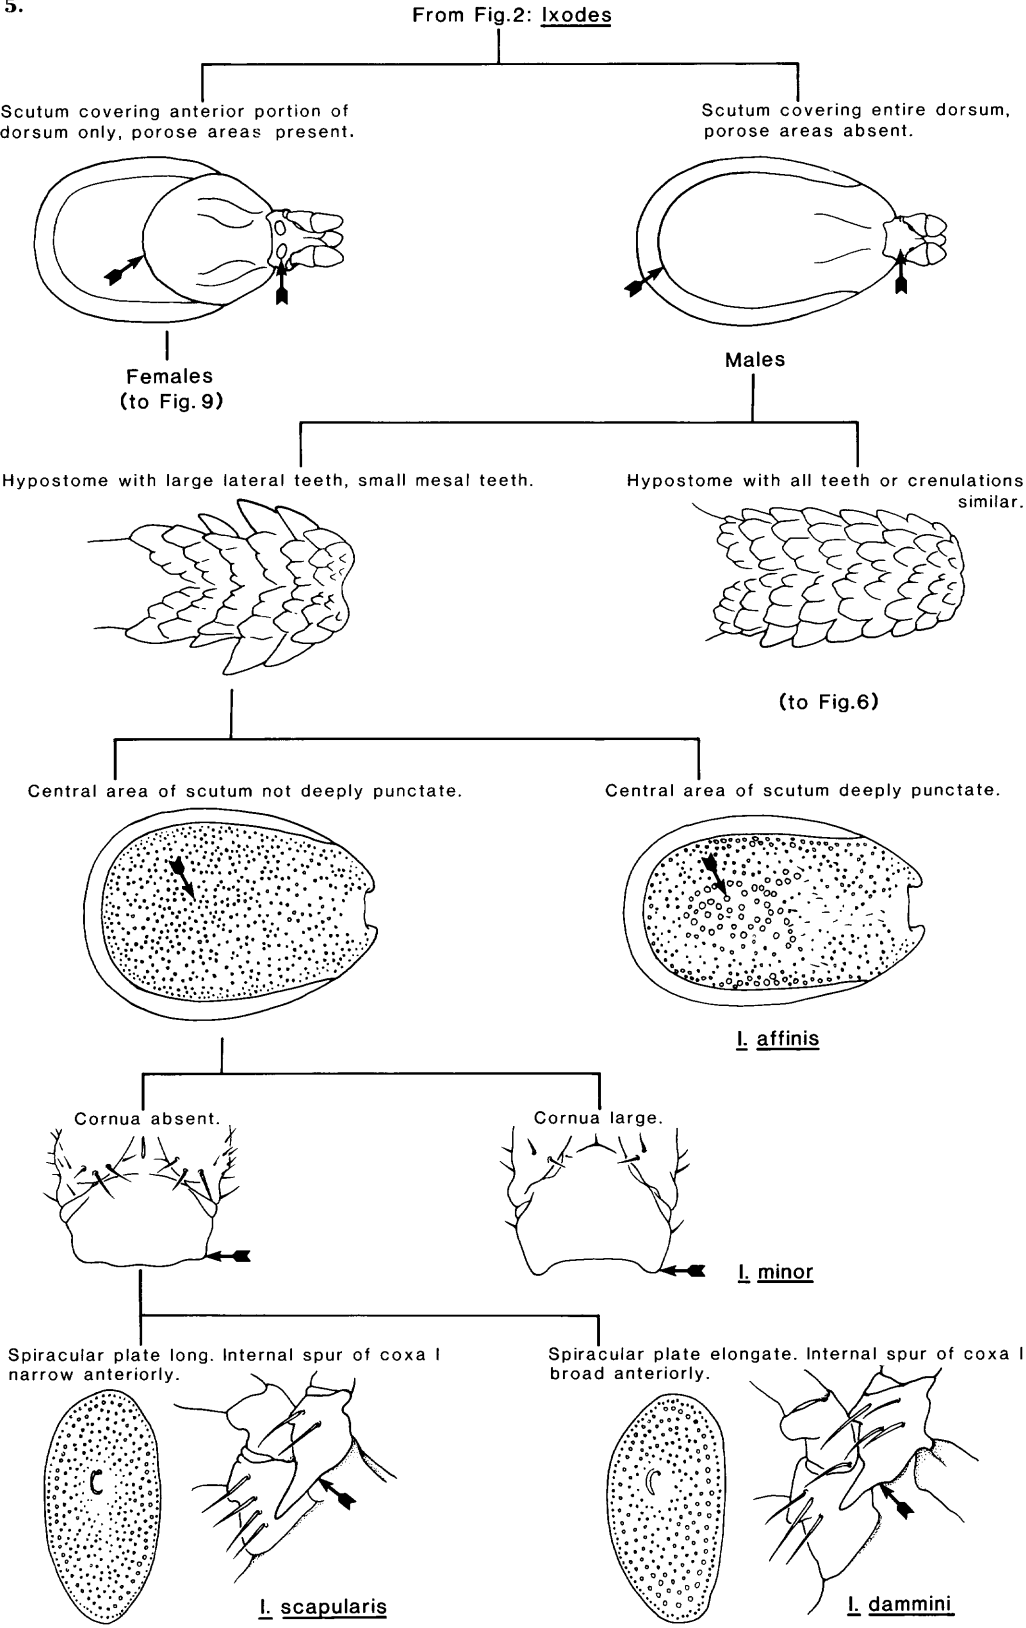 5.
From Fig.2: Ixodes
Scutum covering anterior portion of
dorsum only, porose areas present.
Scutum covering entire dorsum,
porose areas absent.
Females
(to Fig. 9)
Males
Hypostome with large lateral teeth, small mesal teeth.
Hypostome with all teeth or crenulations
similar.
(to Fig.6)
Central area of scutum not deeply punctate.
Central area of scutum deeply punctate.
I. affinis
Cornua absent.
Cornua large.
I. minor
Spiracular plate long. Internal spur of coxa I
narrow anteriorly.
Spiracular plate elongate. Internal spur of coxa I
broad anteriorly.
I. scapularis
I. dammini